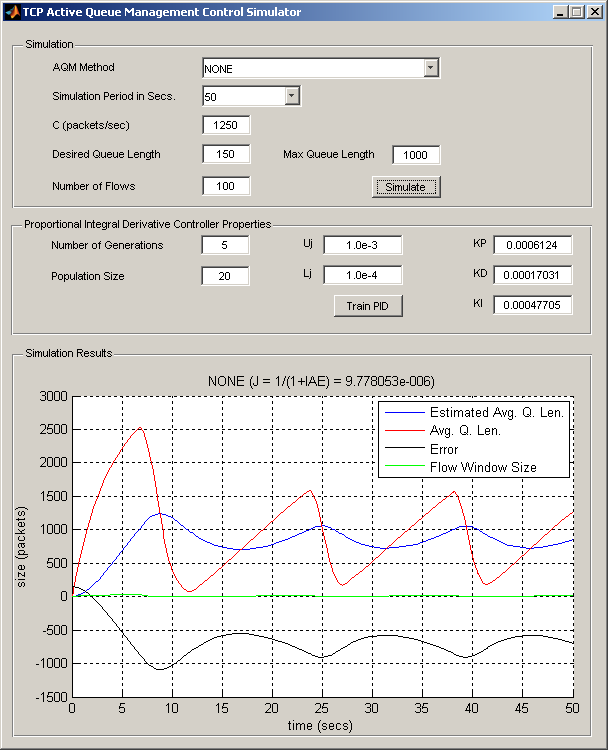 TCP Active Queue Management Control Simulator
Simulation
AQM Method NONE
Simulation Period in Secs. 50
C (packets/sec) 1250
Desired Queue Length 150 Max Queue Length 1000
Number of Flows 100 Simulate
Proportional Integral Derivative Controller Properties
Number of Generations 5 Uj 1.0e-3 KP 0.0006124
Population Size 20 Lj 1.0e-4 KD 0.00017031
Train PID KI 0.00047705
Simulation Results
NONE (J = 1/(1+IAE) = 9.778053e-006)
3000
2500
2000
1500
1000
500
0
-500
-1000
-1500
size (packets)
Estimated Avg. Q. Len.
Avg. Q. Len.
Error
Flow Window Size
0 5 10 15 20 25 30 35 40 45 50
time (secs)